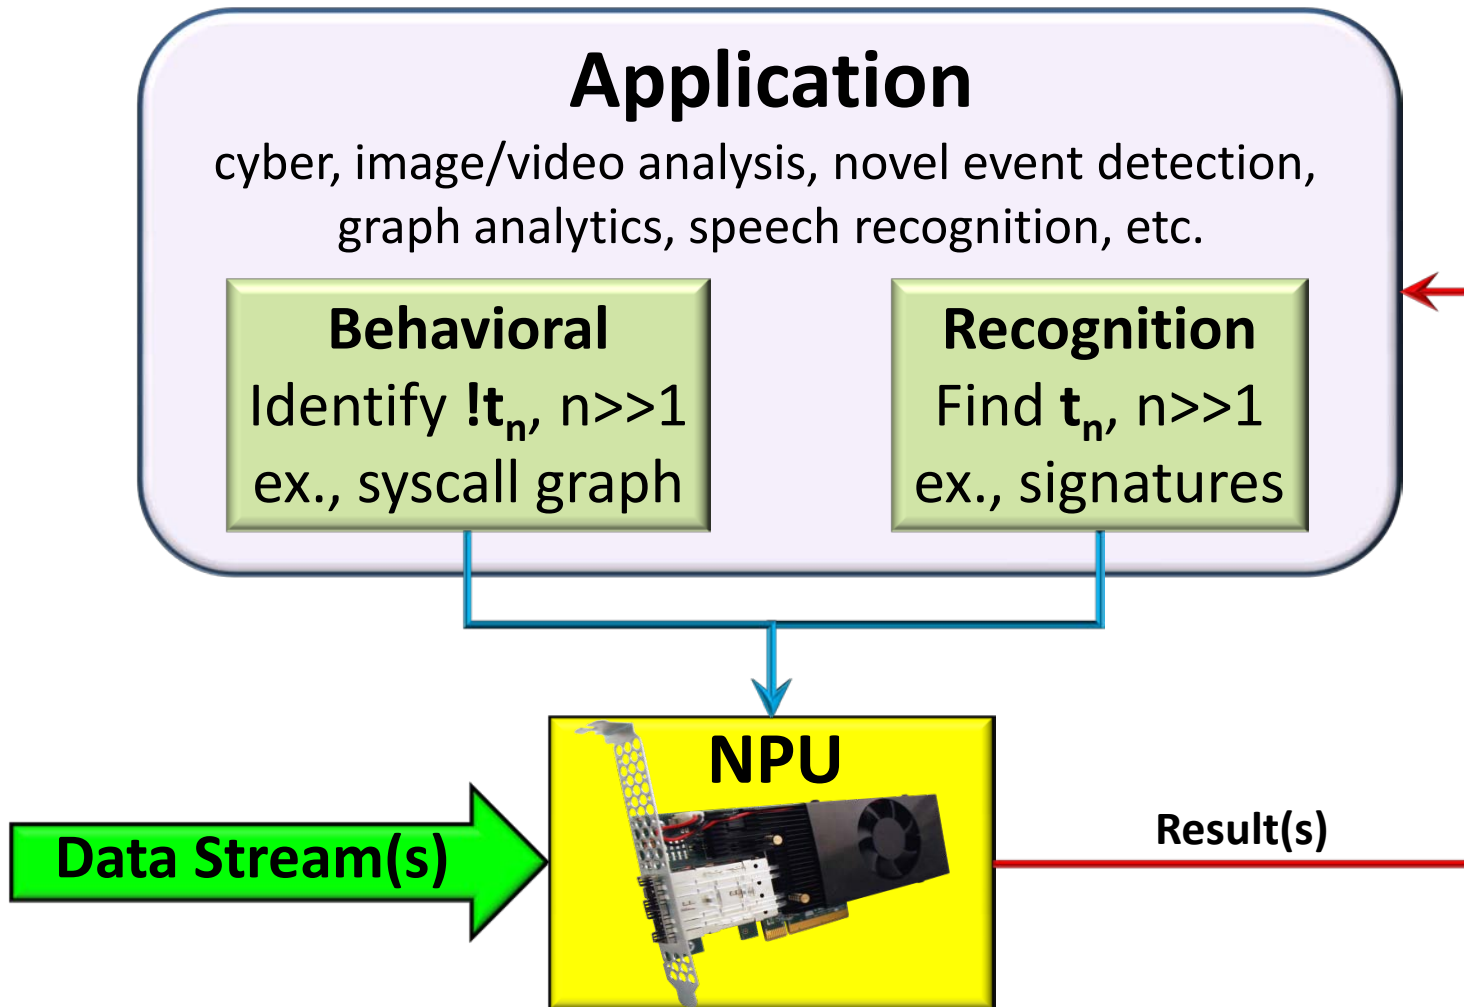 Application
cyber, image/video analysis, novel event detection,
graph analytics, speech recognition, etc.
Behavioral
Identify !tₙ, n>>1
ex., syscall graph
Recognition
Find tₙ, n>>1
ex., signatures
NPU
Data Stream(s)
Result(s)